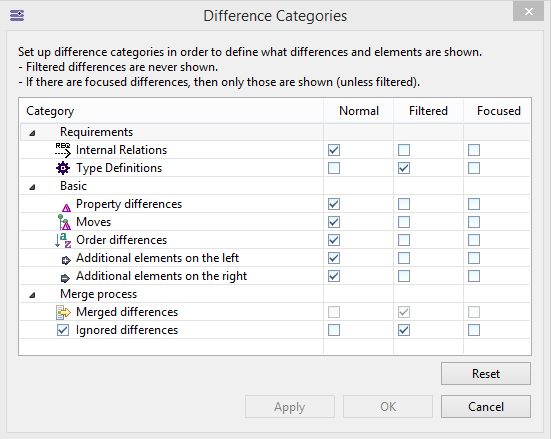 Difference Categories
Set up difference categories in order to define what differences and elements are shown.
- Filtered differences are never shown.
- If there are focused differences, then only those are shown (unless filtered).
Category Normal Filtered Focused
Requirements
REQ Internal Relations
Type Definitions
Basic
Property differences
Moves
a z Order differences
Additional elements on the left
Additional elements on the right
Merge process
Merged differences
Ignored differences
Reset
Apply OK Cancel